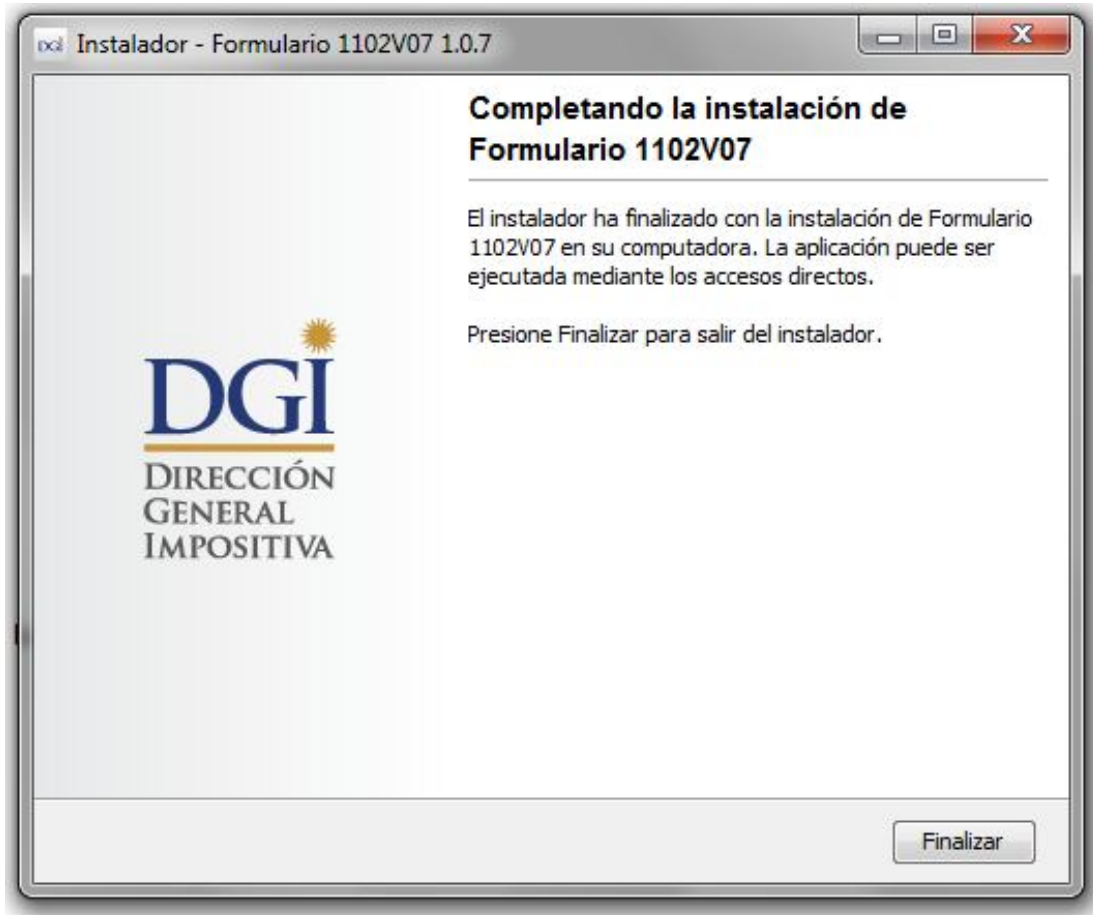 DGI Instalador - Formulario 1102V07 1.0.7
Completando la instalación de
Formulario 1102V07
El instalador ha finalizado con la instalación de Formulario
1102V07 en su computadora. La aplicación puede ser
ejecutada mediante los accesos directos.
Presione Finalizar para salir del instalador.
DGI
DIRECCIÓN
GENERAL
IMPOSITIVA
Finalizar